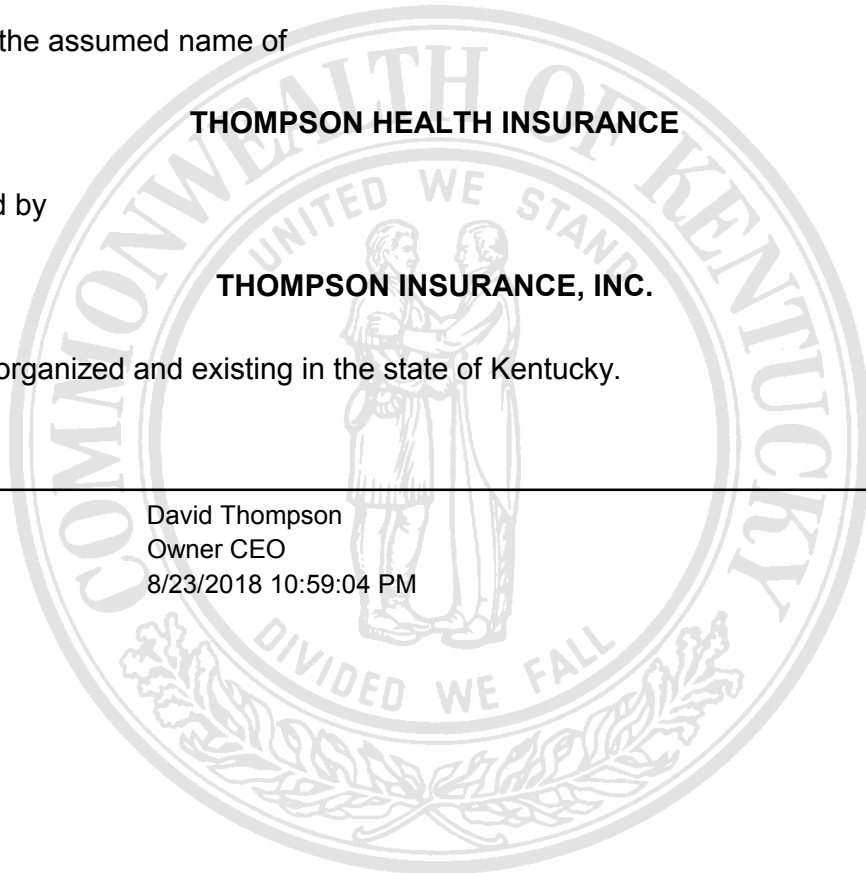 the assumed name of
THOMPSON HEALTH INSURANCE
d by
THOMPSON INSURANCE, INC.
organized and existing in the state of Kentucky.
David Thompson
Owner CEO
8/23/2018 10:59:04 PM
COMMONWEALTH OF KENTUCKY
UNITED WE STAND
DIVIDED WE FALL